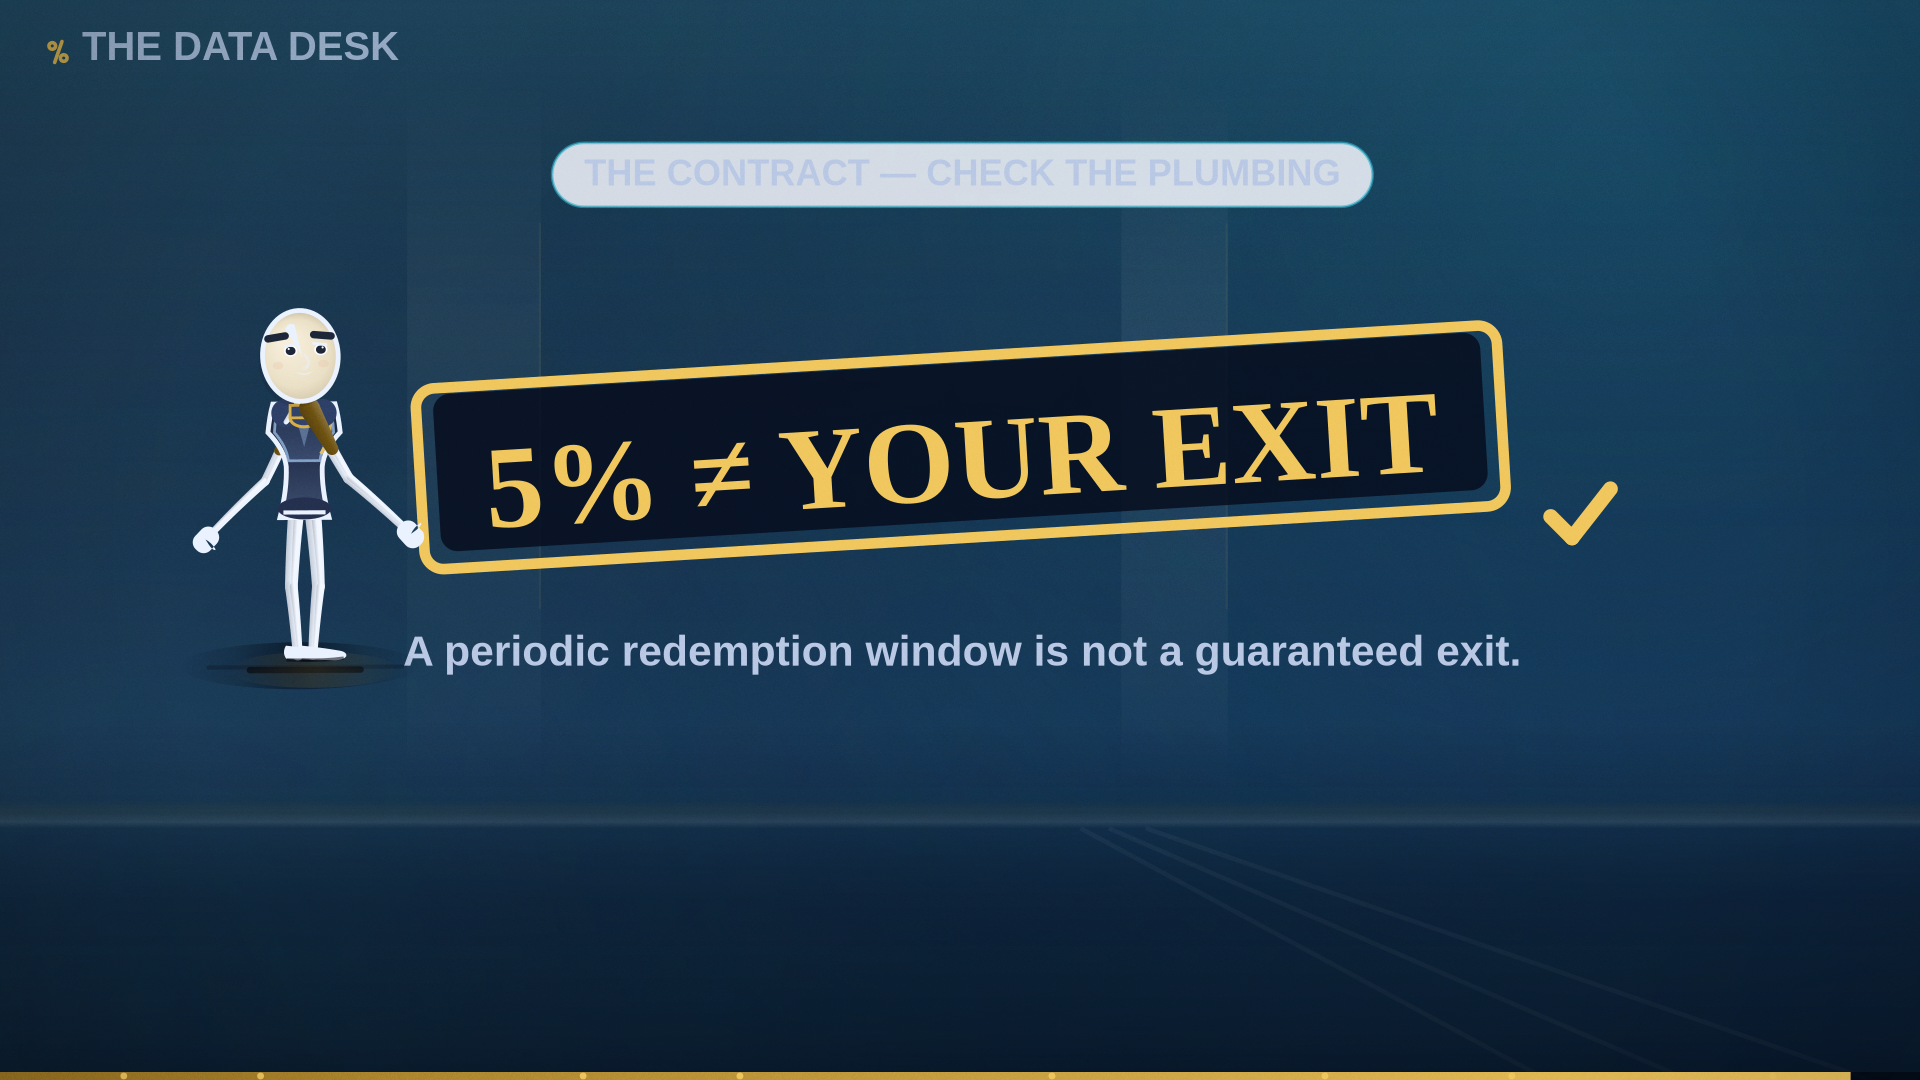 % THE DATA DESK
THE CONTRACT — CHECK THE PLUMBING
5% ≠ YOUR EXIT
A periodic redemption window is not a guaranteed exit.